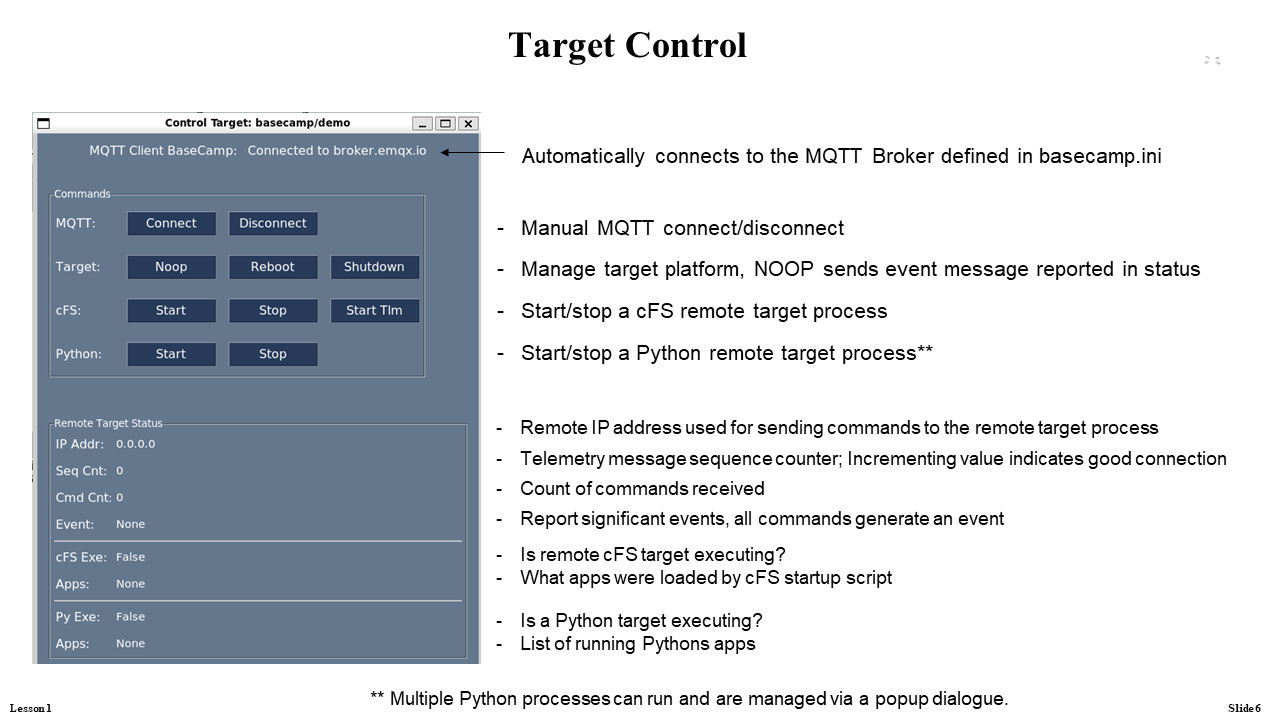 Target Control
Control Target: basecamp/demo
MQTT Client BaseCamp: Connected to broker.emqx.io
Automatically connects to the MQTT Broker defined in basecamp.ini
Commands
MQTT: Connect Disconnect
- Manual MQTT connect/disconnect
Target: Noop Reboot Shutdown
- Manage target platform, NOOP sends event message reported in status
cFS: Start Stop Start Tlm
- Start/stop a cFS remote target process
Python: Start Stop
- Start/stop a Python remote target process**
Remote Target Status
IP Addr: 0.0.0.0
- Remote IP address used for sending commands to the remote target process
Seq Cnt: 0
- Telemetry message sequence counter; Incrementing value indicates good connection
Cmd Cnt: 0
- Count of commands received
Event: None
- Report significant events, all commands generate an event
cFS Exe: False
- Is remote cFS target executing?
Apps: None
- What apps were loaded by cFS startup script
Py Exe: False
- Is a Python target executing?
Apps: None
- List of running Pythons apps
** Multiple Python processes can run and are managed via a popup dialogue.
Lesson 1
Slide 6